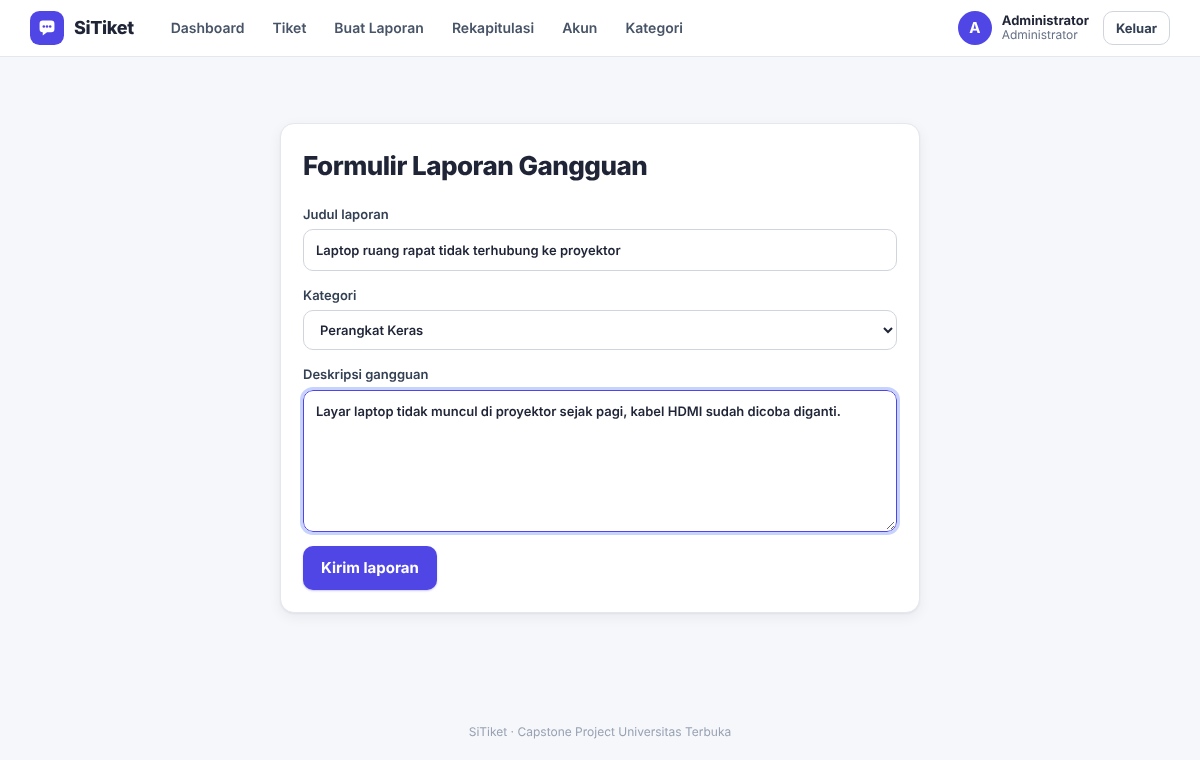 SiTiket
Dashboard
Tiket
Buat Laporan
Rekapitulasi
Akun
Kategori
A
Administrator
Administrator
Keluar
Formulir Laporan Gangguan
Judul laporan
Laptop ruang rapat tidak terhubung ke proyektor
Kategori
Perangkat Keras
Deskripsi gangguan
Layar laptop tidak muncul di proyektor sejak pagi, kabel HDMI sudah dicoba diganti.
Kirim laporan
SiTiket · Capstone Project Universitas Terbuka